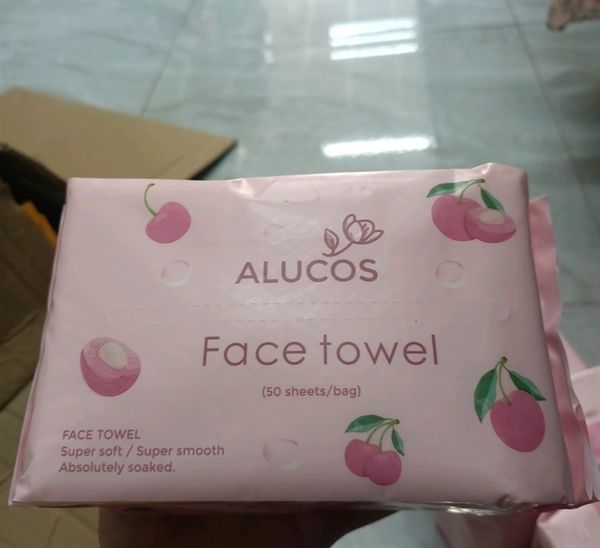 ALUCOS
Face towel
(50 sheets/bag)
FACE TOWEL
Super soft / Super smooth
Absolutely soaked.